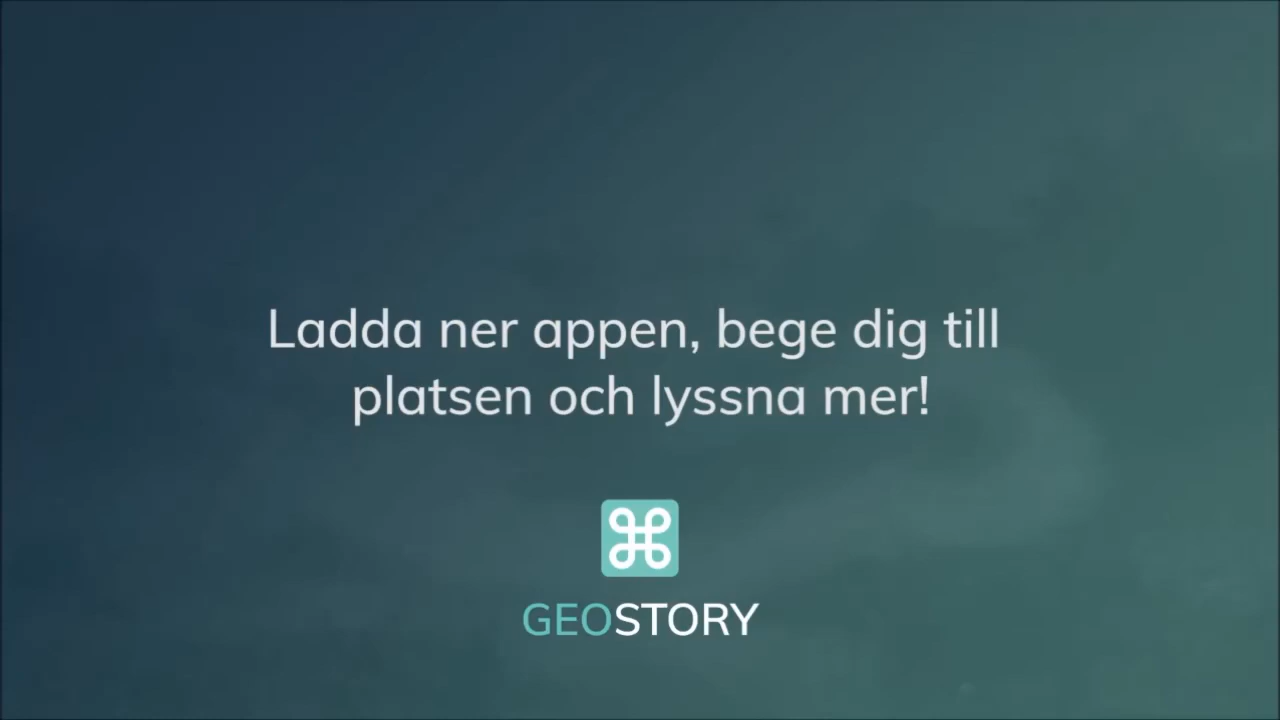 Ladda ner appen, bege dig till
platsen och lyssna mer!
GEOSTORY